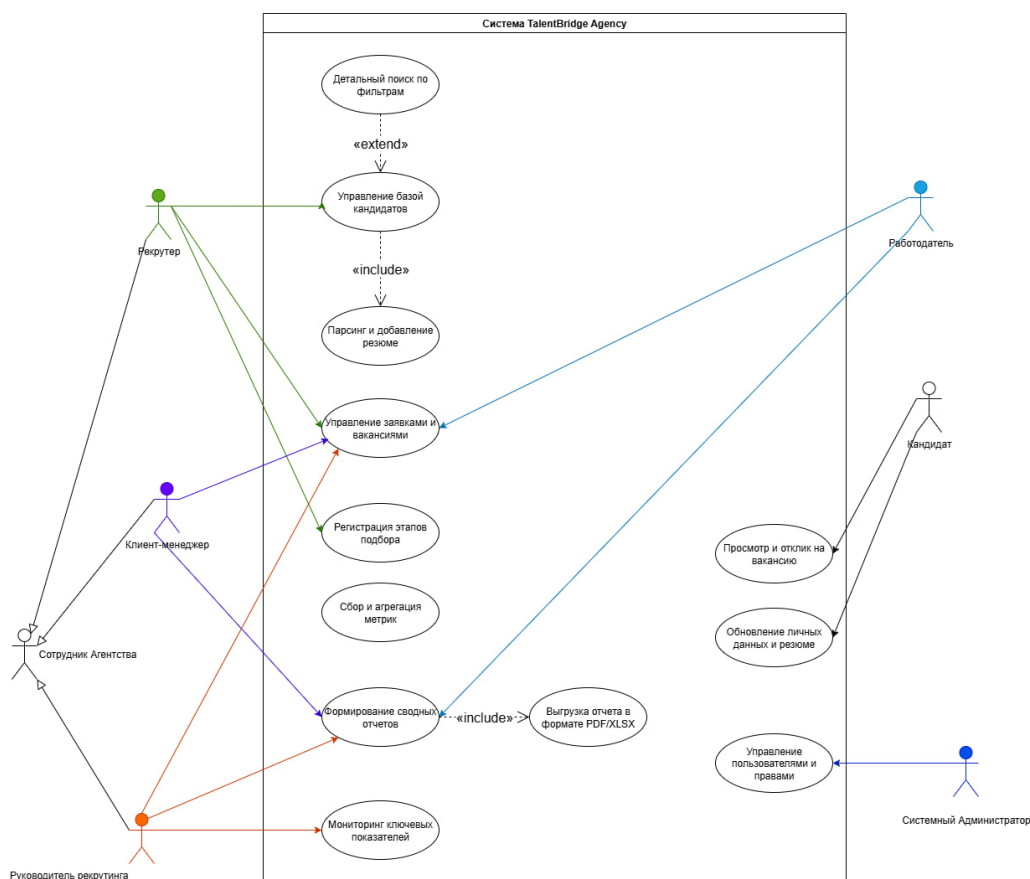 Система TalentBridge Agency
Детальный поиск по
фильтрам
«extend»
Управление базой
кандидатов
Рекрутер
Работодатель
«include»
Парсинг и добавление
резюме
Управление заявками и
вакансиями
Кандидат
Клиент-менеджер
Регистрация этапов
подбора
Просмотр и отклик на
вакансию
Сбор и агрегация
метрик
Обновление личных
данных и резюме
Сотрудник Агентства
Формирование сводных
отчетов
«include»
Выгрузка отчета в
формате PDF/XLSX
Управление
пользователями и
правами
Системный Администратор
Мониторинг ключевых
показателей
Руководитель рекрутинга